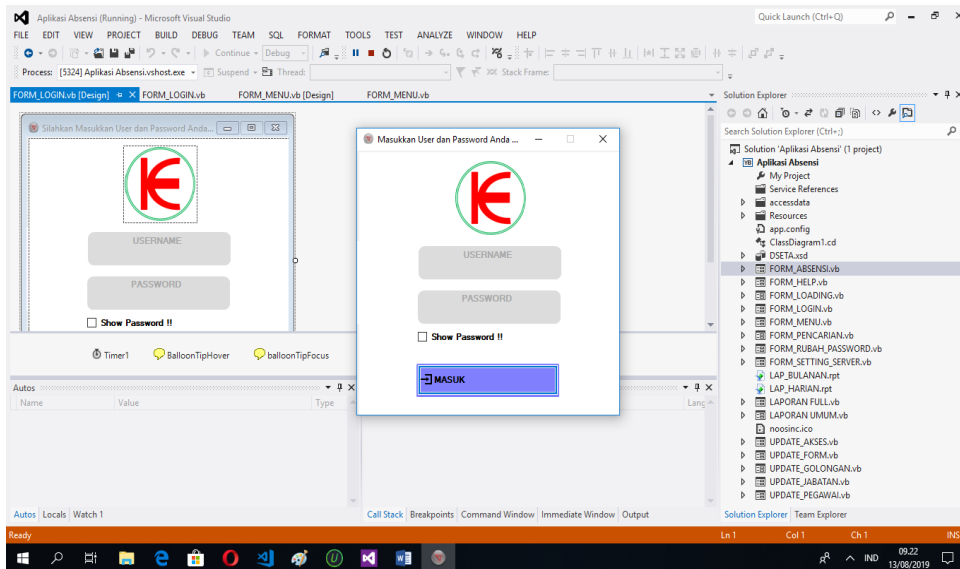 Aplikasi Absensi (Running) - Microsoft Visual Studio
Quick Launch (Ctrl+Q)
FILE EDIT VIEW PROJECT BUILD DEBUG TEAM SQL FORMAT TOOLS TEST ANALYZE WINDOW HELP
Continue Debug
Process: [5324] Aplikasi Absensi.vshost.exe Suspend Thread: Stack Frame:
FORM_LOGIN.vb [Design] FORM_LOGIN.vb FORM_MENU.vb [Design] FORM_MENU.vb
Silahkan Masukkan User dan Password Anda...
USERNAME
PASSWORD
Show Password !!
Timer1 BalloonTipHover balloonTipFocus
Masukkan User dan Password Anda ...
USERNAME
PASSWORD
Show Password !!
MASUK
Autos
Name Value Type
Lang
Autos Locals Watch 1
Call Stack Breakpoints Command Window Immediate Window Output
Solution Explorer
Search Solution Explorer (Ctrl+;)
Solution 'Aplikasi Absensi' (1 project)
VB Aplikasi Absensi
My Project
Service References
accessdata
Resources
app.config
ClassDiagram1.cd
DSETA.xsd
FORM_ABSENSI.vb
FORM_HELP.vb
FORM_LOADING.vb
FORM_LOGIN.vb
FORM_MENU.vb
FORM_PENCARIAN.vb
FORM_RUBAH_PASSWORD.vb
FORM_SETTING_SERVER.vb
LAP_BULANAN.rpt
LAP_HARIAN.rpt
LAPORAN FULL.vb
LAPORAN UMUM.vb
noosinc.ico
UPDATE_AKSES.vb
UPDATE_FORM.vb
UPDATE_GOLONGAN.vb
UPDATE_JABATAN.vb
UPDATE_PEGAWAI.vb
Solution Explorer Team Explorer
Ready Ln 1 Col 1 Ch 1 INS
IND 09.22
13/08/2019